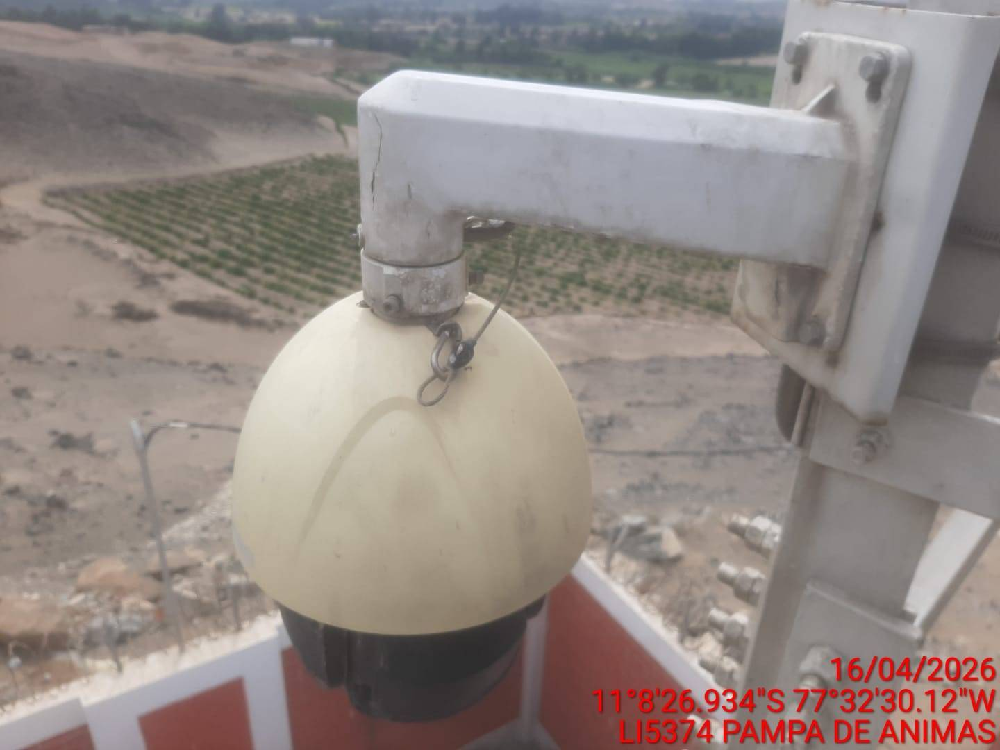 16/04/2026
11°8'26.934"S 77°32'30.12"W
LI5374 PAMPA DE ANIMAS